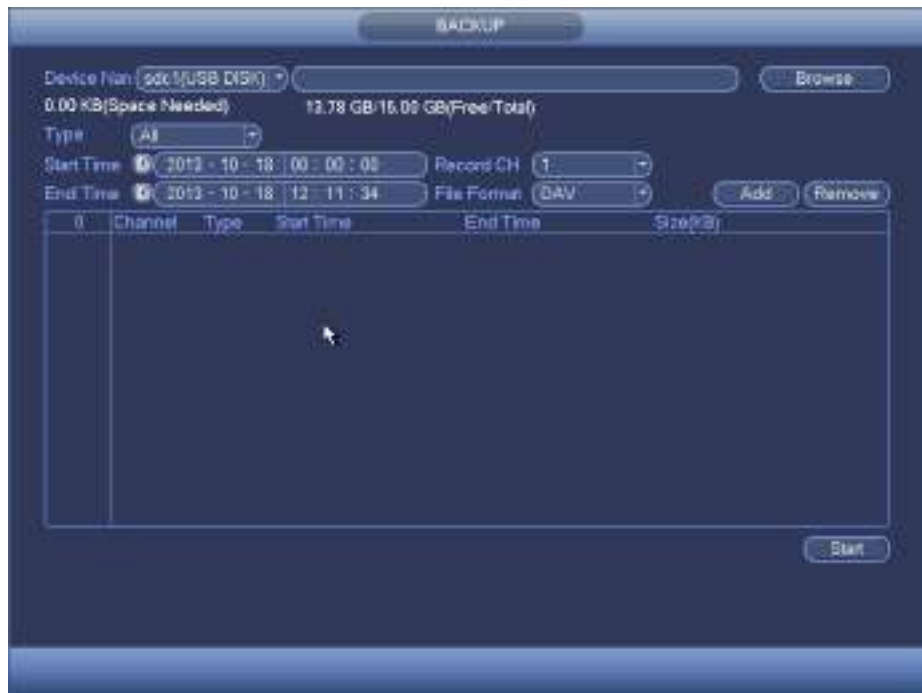 BACKUP
Device Nam sdc1(USB DISK) Browse
0.00 KB(Space Needed) 13.78 GB/15.00 GB(Free/Total)
Type All
Start Time 2013 - 10 - 18 00 : 00 : 00 Record CH 1
End Time 2013 - 10 - 18 12 : 11 : 34 File Format DAV Add Remove
0 Channel Type Start Time End Time Size(KB)
Start